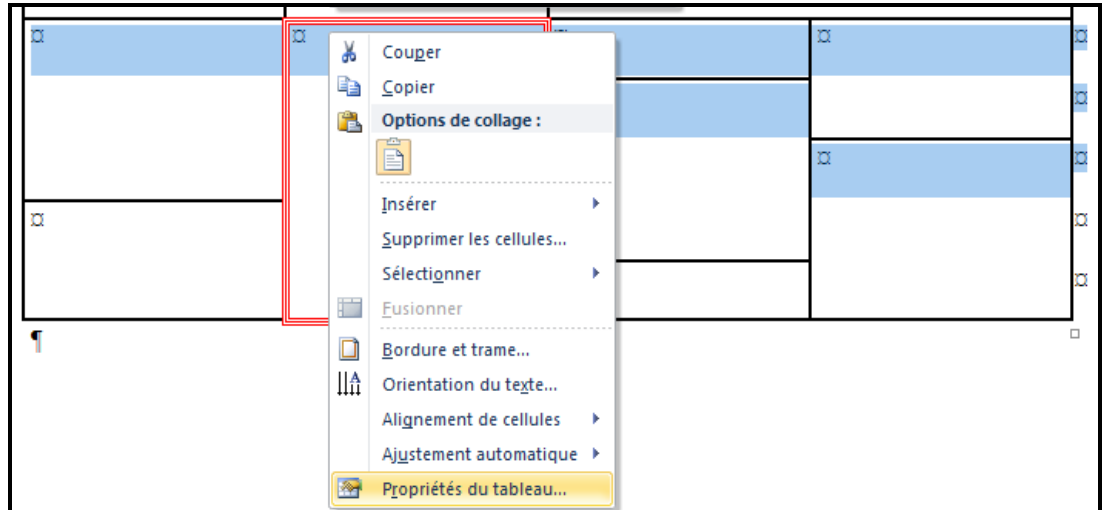 ¤ ¤ ¤ ¤
Couper
Copier
¤
Options de collage :
¤ ¤
Insérer
¤ ¤
Supprimer les cellules...
Sélectionner
¤
Fusionner
¶
Bordure et trame...
Orientation du texte...
Alignement de cellules
Ajustement automatique
Propriétés du tableau...